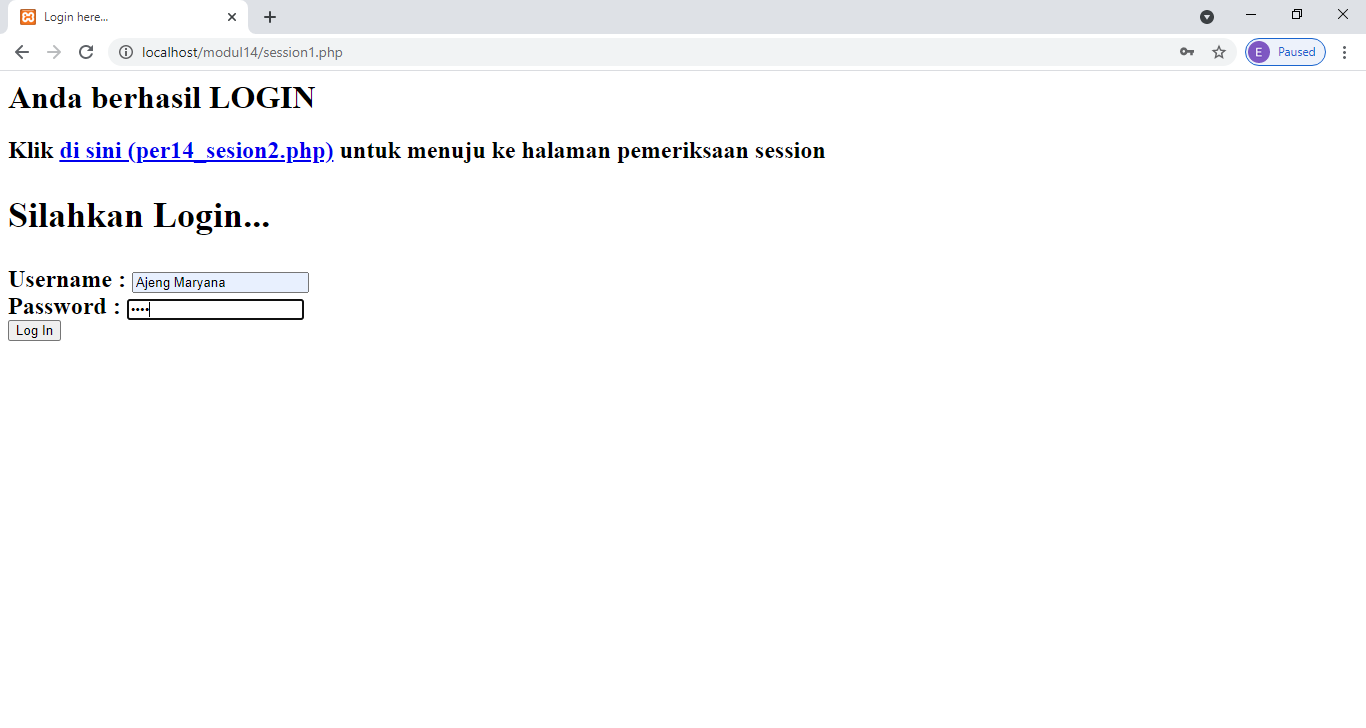 Login here...
localhost/modul14/session1.php
E Paused
Anda berhasil LOGIN
Klik di sini (per14_sesion2.php) untuk menuju ke halaman pemeriksaan session
Silahkan Login...
Username : Ajeng Maryana
Password : ••••
Log In